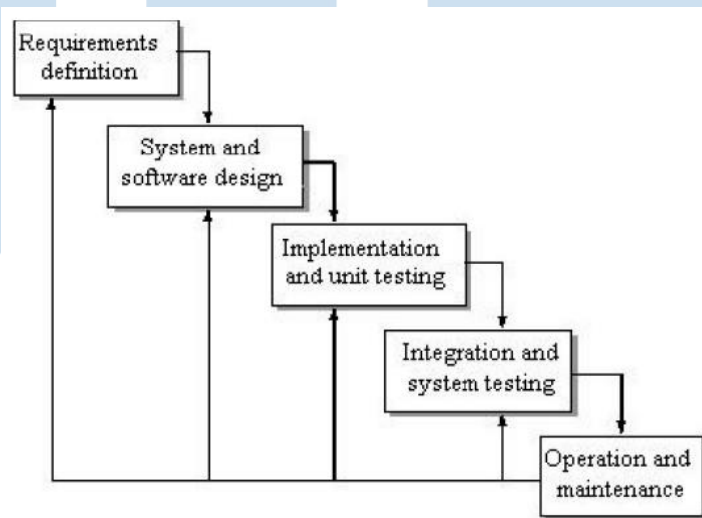 Requirements
definition
System and
software design
Implementation
and unit testing
Integration and
system testing
Operation and
maintenance